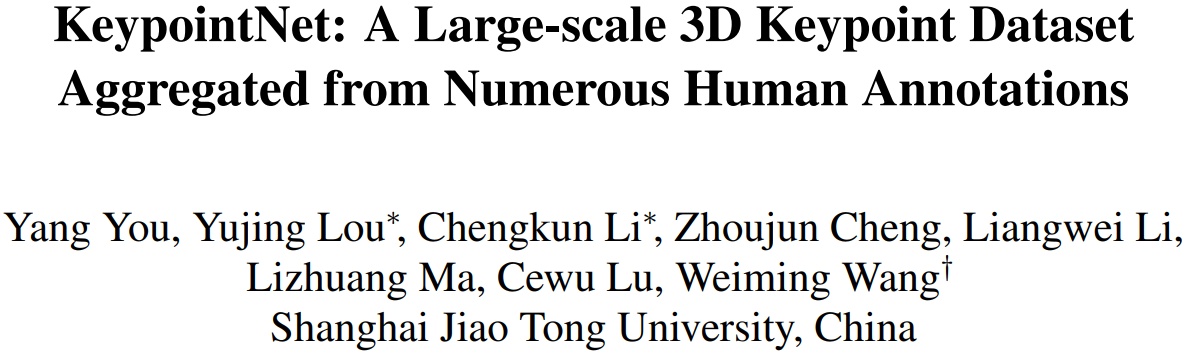 KeypointNet: A Large-scale 3D Keypoint Dataset
Aggregated from Numerous Human Annotations
Yang You, Yujing Lou*, Chengkun Li*, Zhoujun Cheng, Liangwei Li,
Lizhuang Ma, Cewu Lu, Weiming Wang†
Shanghai Jiao Tong University, China